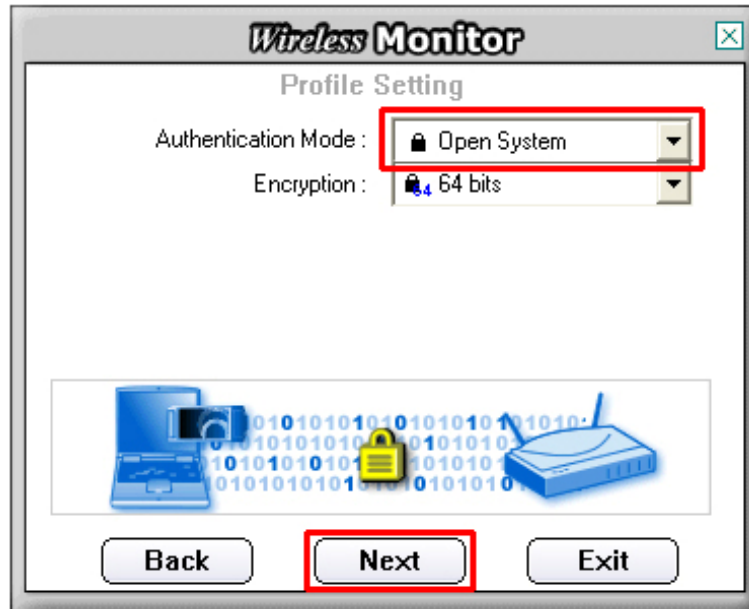 Wireless Monitor
Profile Setting
Authentication Mode : Open System
Encryption : 64 64 bits
Back Next Exit